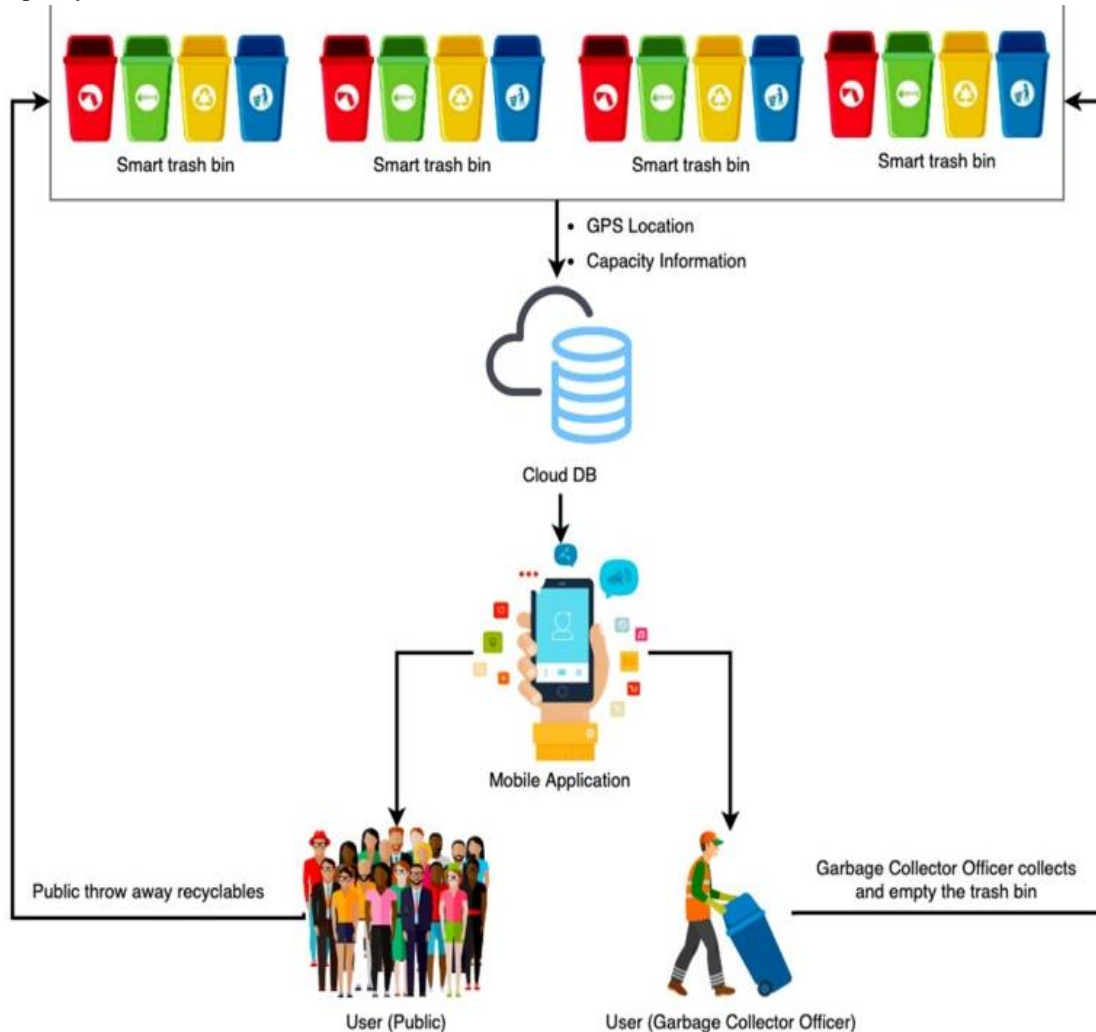 Smart trash bin
Smart trash bin
Smart trash bin
Smart trash bin
• GPS Location
• Capacity Information
Cloud DB
Mobile Application
Public throw away recyclables
Garbage Collector Officer collects
and empty the trash bin
User (Public)
User (Garbage Collector Officer)